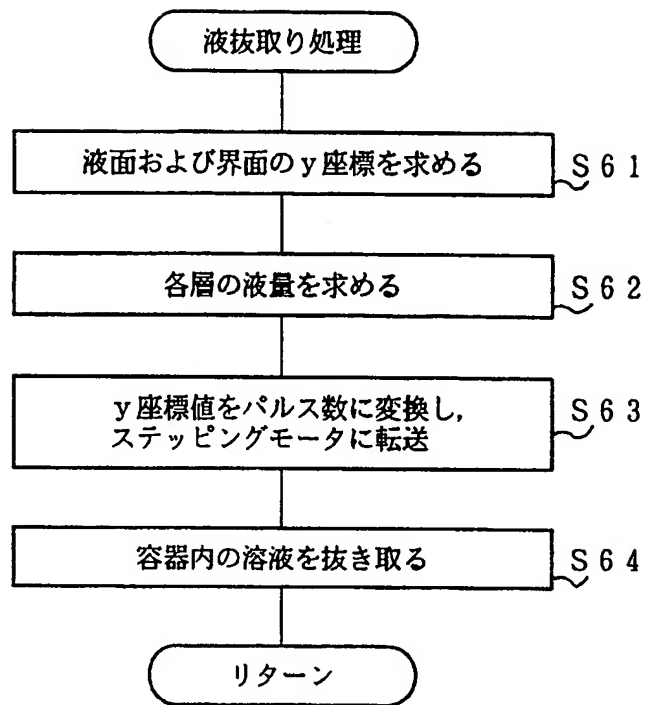 液抜取り処理
液面および界面のy座標を求める
S61
各層の液量を求める
S62
y座標値をパルス数に変換し,
ステッピングモータに転送
S63
容器内の溶液を抜き取る
S64
リターン